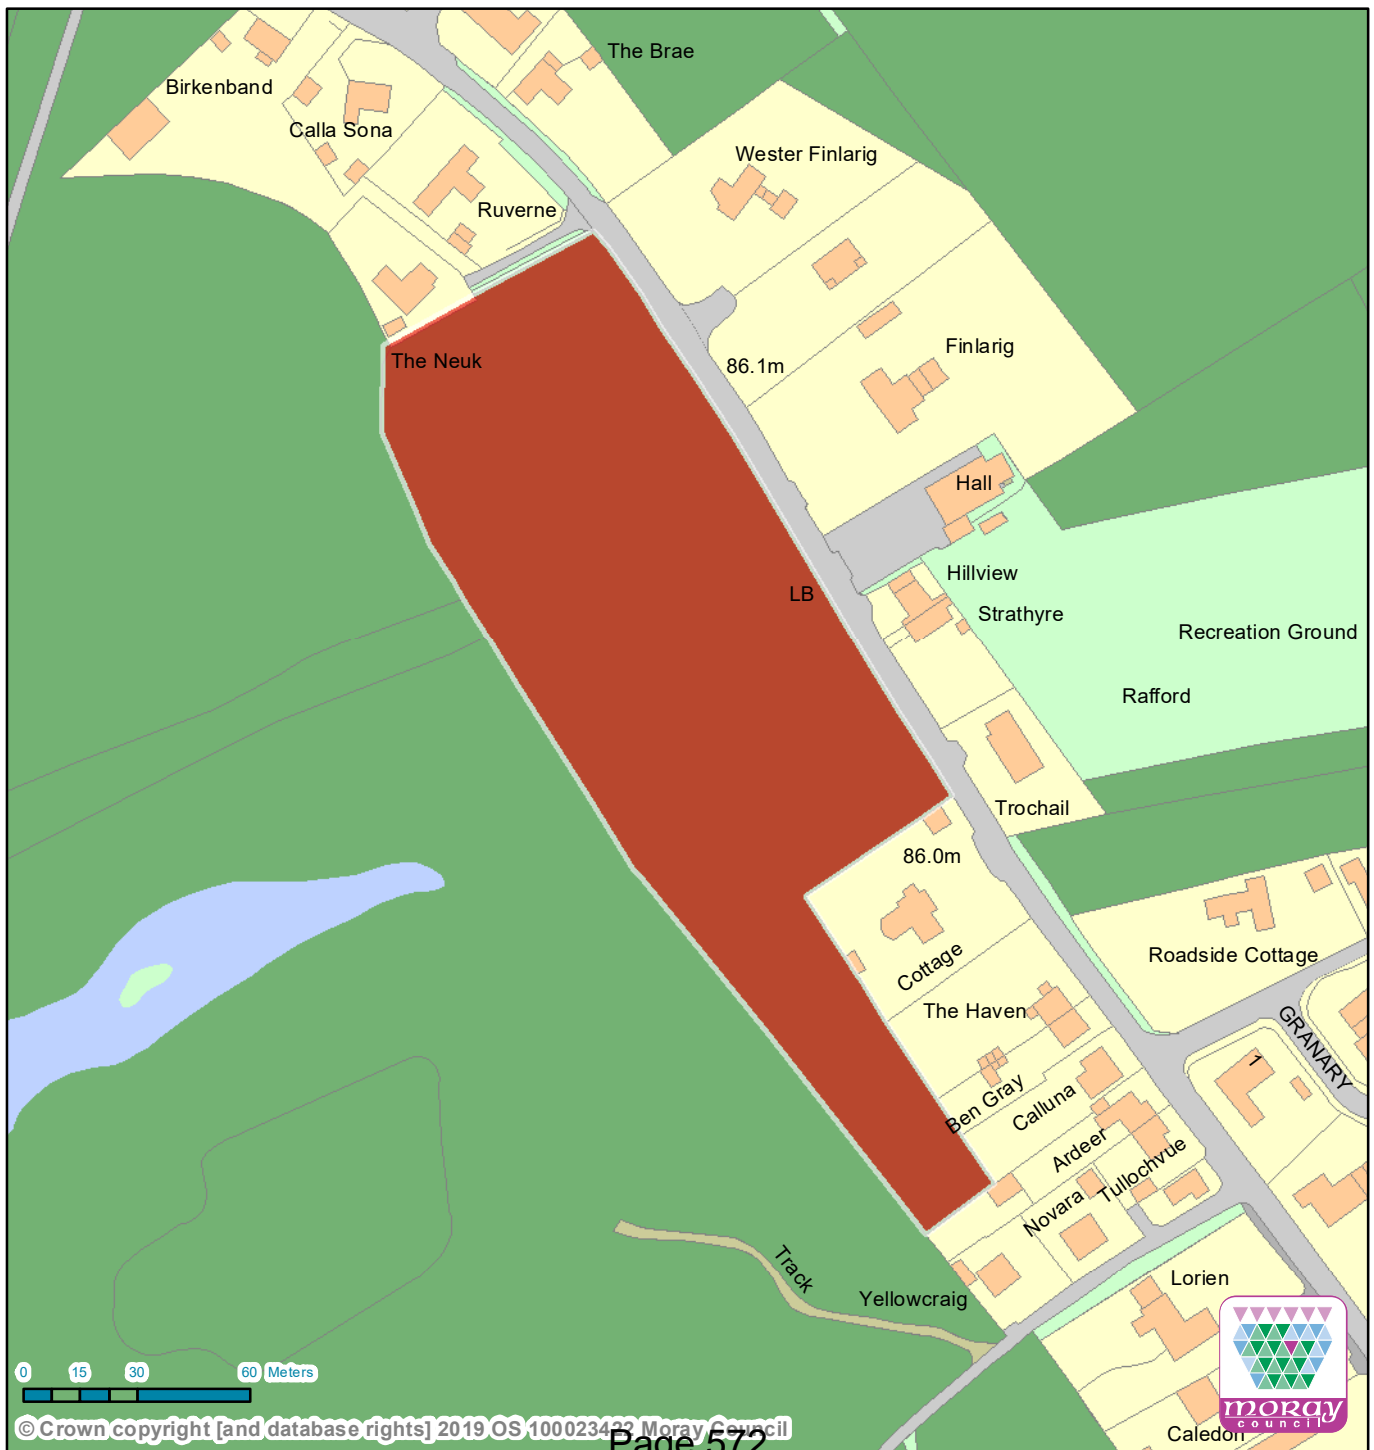 The Brae
Birkenband
Calla Sona
Wester Finlarig
Ruverne
Finlarig
The Neuk
86.1m
Hall
Hillview
LB
Strathyre
Recreation Ground
Rafford
Trochail
86.0m
Cottage
Roadside Cottage
The Haven
GRANARY
1
Ben Gray
Calluna
Ardeer
Tullochvue
Novara
Track
Lorien
Yellowcraig
0 15 30 60 Meters
moray
council
© Crown copyright [and database rights] 2019 OS 100023422 Moray Council
Caledon
Page 572